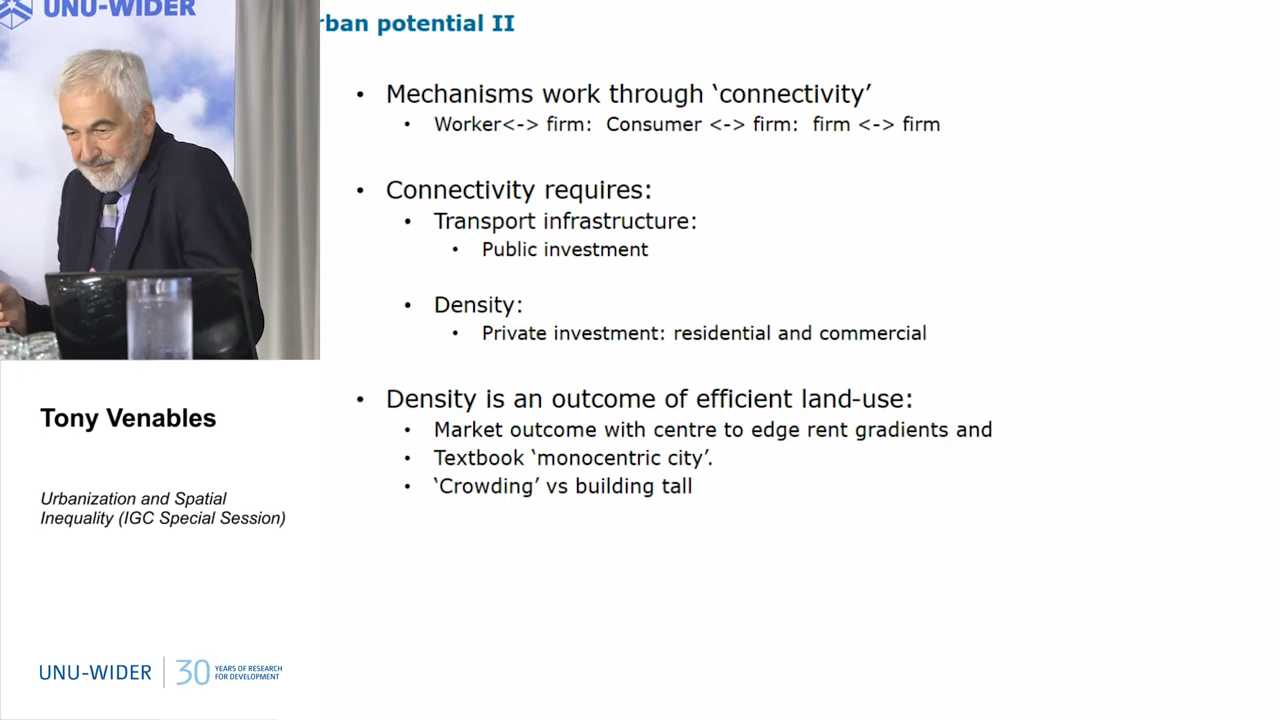 UNU-WIDER
rban potential II
• Mechanisms work through ‘connectivity’
• Worker<-> firm: Consumer <-> firm: firm <-> firm
• Connectivity requires:
• Transport infrastructure:
• Public investment
• Density:
• Private investment: residential and commercial
• Density is an outcome of efficient land-use:
• Market outcome with centre to edge rent gradients and
• Textbook ‘monocentric city’.
• ‘Crowding’ vs building tall
Tony Venables
Urbanization and Spatial
Inequality (IGC Special Session)
UNU-WIDER
30 YEARS OF RESEARCH
FOR DEVELOPMENT